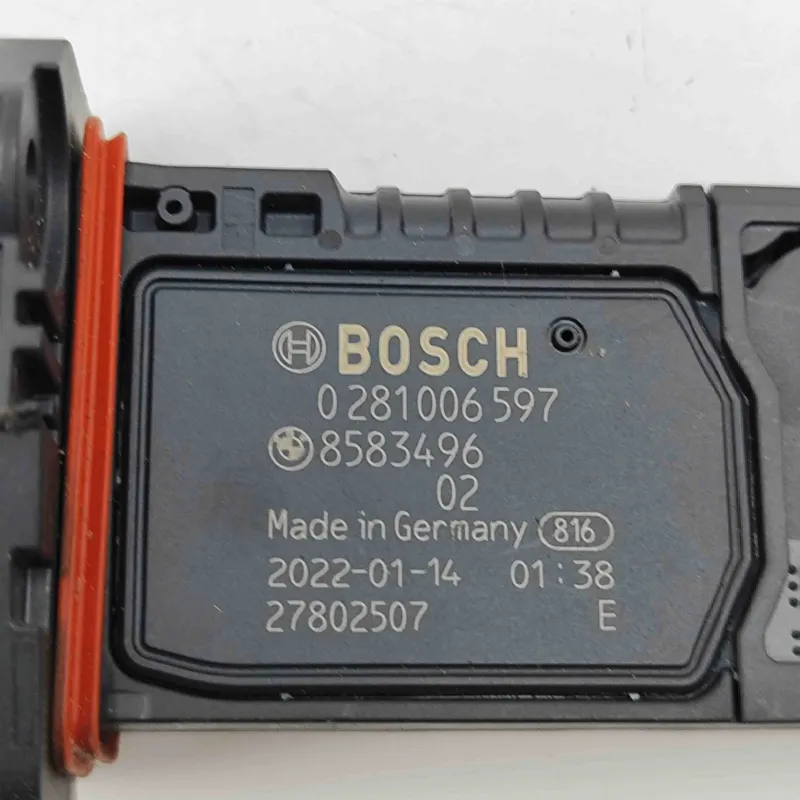 BOSCH
0 281 006 597
8583496
02
Made in Germany 816
2022-01-14 01:38
27802507 E